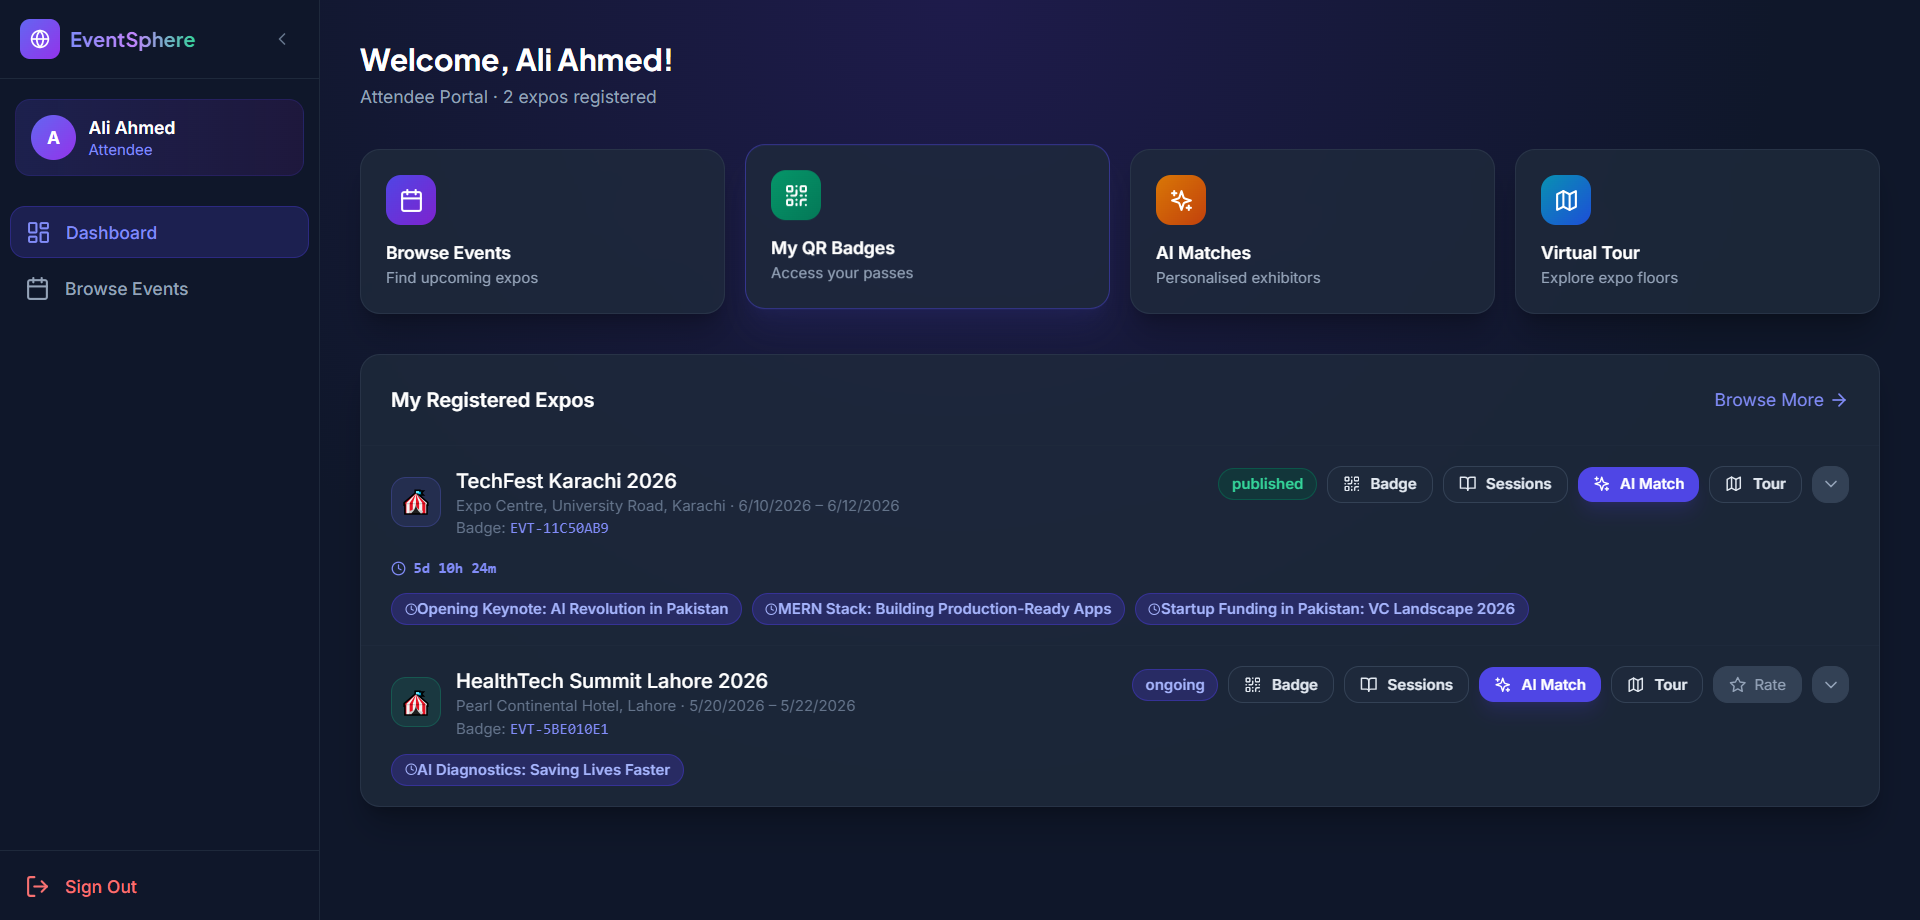 EventSphere
A
Ali Ahmed
Attendee
Dashboard
Browse Events
Sign Out
Welcome, Ali Ahmed!
Attendee Portal · 2 expos registered
Browse Events
Find upcoming expos
My QR Badges
Access your passes
AI Matches
Personalised exhibitors
Virtual Tour
Explore expo floors
My Registered Expos
Browse More →
TechFest Karachi 2026
Expo Centre, University Road, Karachi · 6/10/2026 – 6/12/2026
Badge: EVT-11C50AB9
published
Badge
Sessions
AI Match
Tour
5d 10h 24m
Opening Keynote: AI Revolution in Pakistan
MERN Stack: Building Production-Ready Apps
Startup Funding in Pakistan: VC Landscape 2026
HealthTech Summit Lahore 2026
Pearl Continental Hotel, Lahore · 5/20/2026 – 5/22/2026
Badge: EVT-5BE010E1
ongoing
Badge
Sessions
AI Match
Tour
Rate
AI Diagnostics: Saving Lives Faster